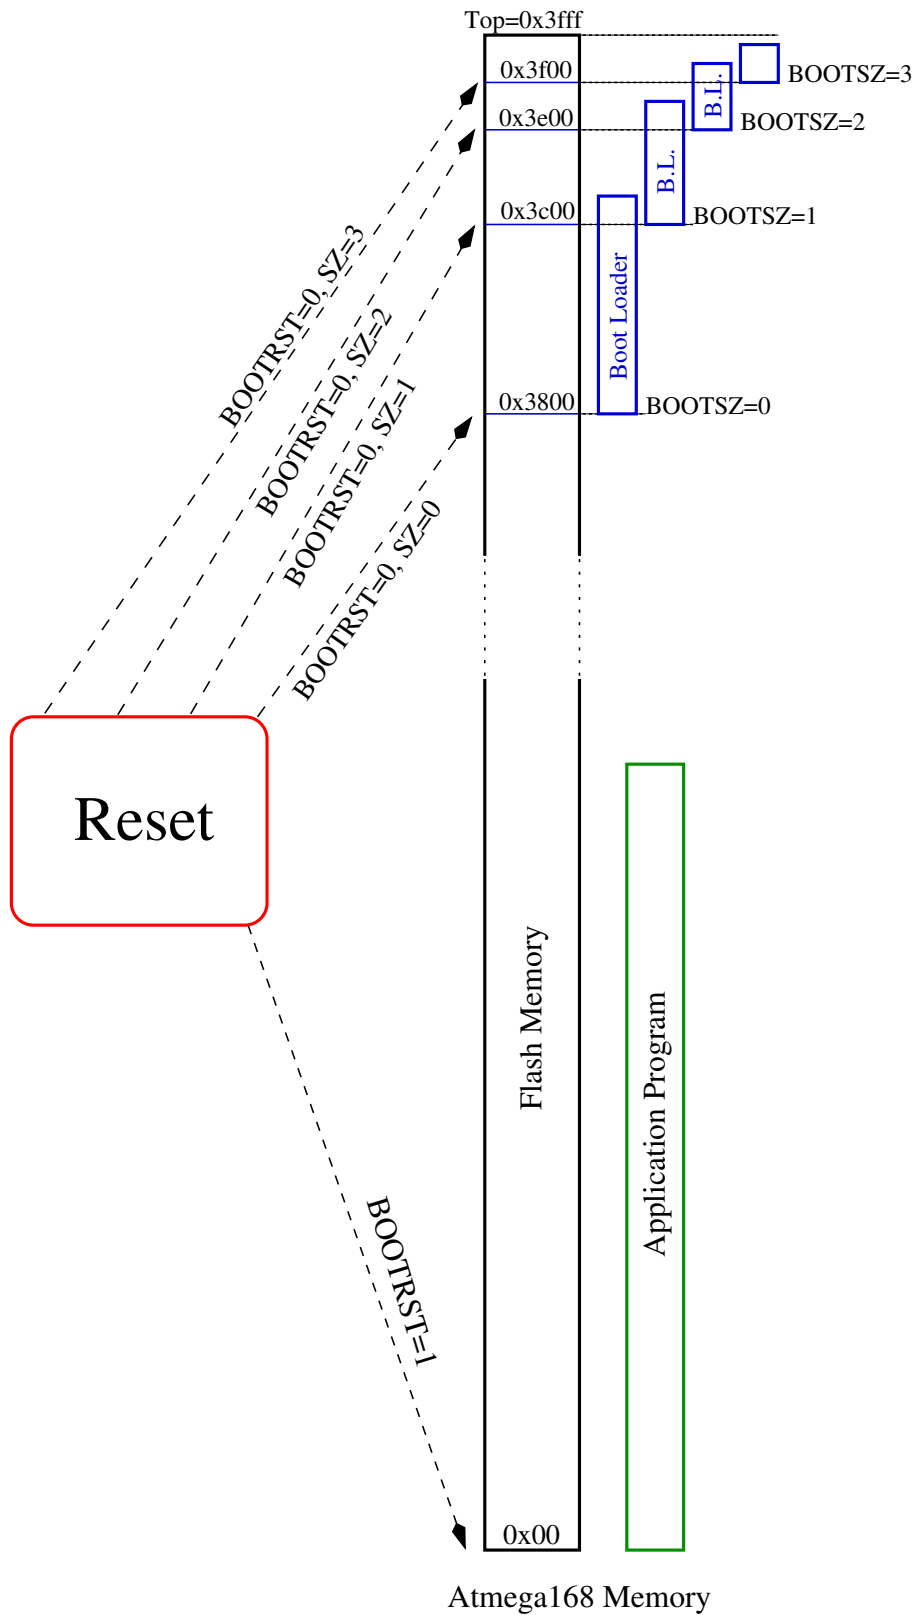 Top=0x3fff
0x3f00
BOOTSZ=3
B.L.
0x3e00
BOOTSZ=2
B.L.
0x3c00
BOOTSZ=1
Boot Loader
0x3800
BOOTSZ=0
BOOTRST=0, SZ=3
BOOTRST=0, SZ=2
BOOTRST=0, SZ=1
BOOTRST=0, SZ=0
Reset
Flash Memory
Application Program
BOOTRST=1
0x00
Atmega168 Memory